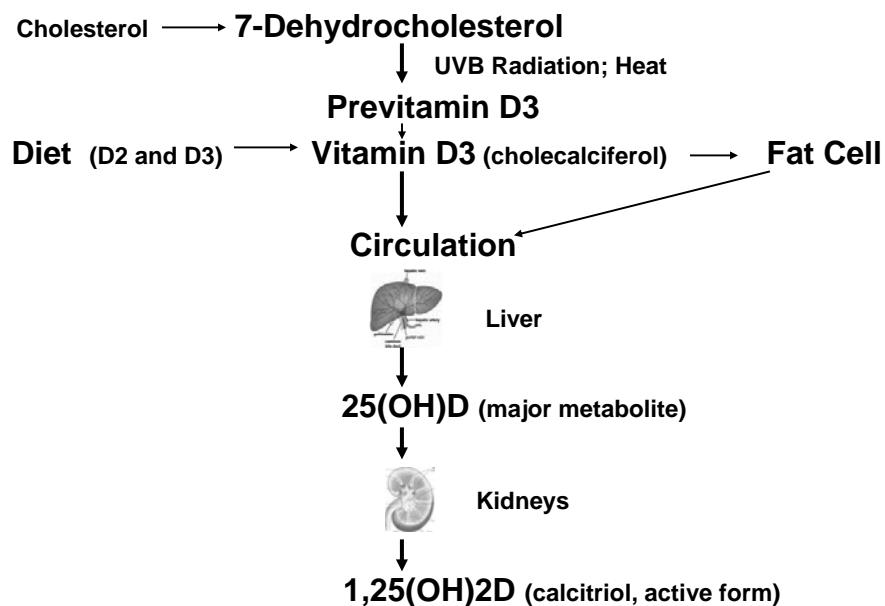 Cholesterol 7-Dehydrocholesterol
UVB Radiation; Heat
Previtamin D3
Diet (D2 and D3) Vitamin D3 (cholecalciferol) Fat Cell
Circulation
Liver
25(OH)D (major metabolite)
Kidneys
1,25(OH)2D (calcitriol, active form)